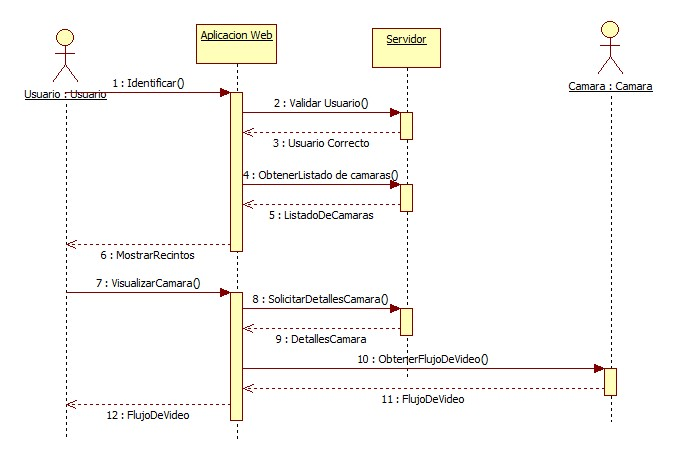 Aplicacion Web
Servidor
Usuario : Usuario
Camara : Camara
1 : Identificar()
2 : Validar Usuario()
3 : Usuario Correcto
4 : ObtenerListado de camaras()
5 : ListadoDeCamaras
6 : MostrarRecintos
7 : VisualizarCamara()
8 : SolicitarDetallesCamara()
9 : DetallesCamara
10 : ObtenerFlujoDeVideo()
11 : FlujoDeVideo
12 : FlujoDeVideo